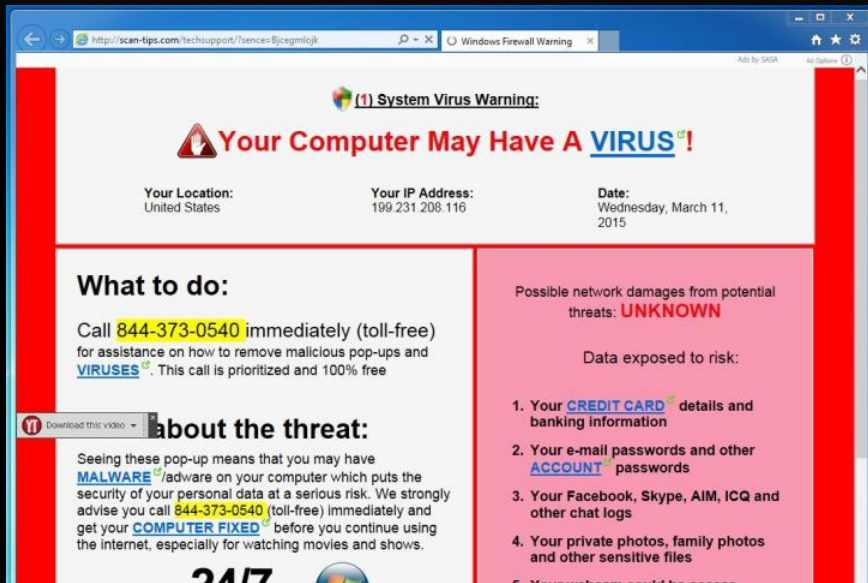 http://scan-tips.com/techsupport/?sence=Bjcegmlojk
Windows Firewall Warning
Ads by SASA
Ad Options
(1) System Virus Warning:
Your Computer May Have A VIRUS!
Your Location:
United States
Your IP Address:
199.231.208.116
Date:
Wednesday, March 11,
2015
What to do:
Call 844-373-0540 immediately (toll-free)
for assistance on how to remove malicious pop-ups and
VIRUSES. This call is prioritized and 100% free
Download this video
about the threat:
Seeing these pop-up means that you may have
MALWARE/adware on your computer which puts the
security of your personal data at a serious risk. We strongly
advise you call 844-373-0540 (toll-free) immediately and
get your COMPUTER FIXED before you continue using
the internet, especially for watching movies and shows.
24/7
Possible network damages from potential
threats: UNKNOWN
Data exposed to risk:
1. Your CREDIT CARD details and
banking information
2. Your e-mail passwords and other
ACCOUNT passwords
3. Your Facebook, Skype, AIM, ICQ and
other chat logs
4. Your private photos, family photos
and other sensitive files
5. Your webcam could be access